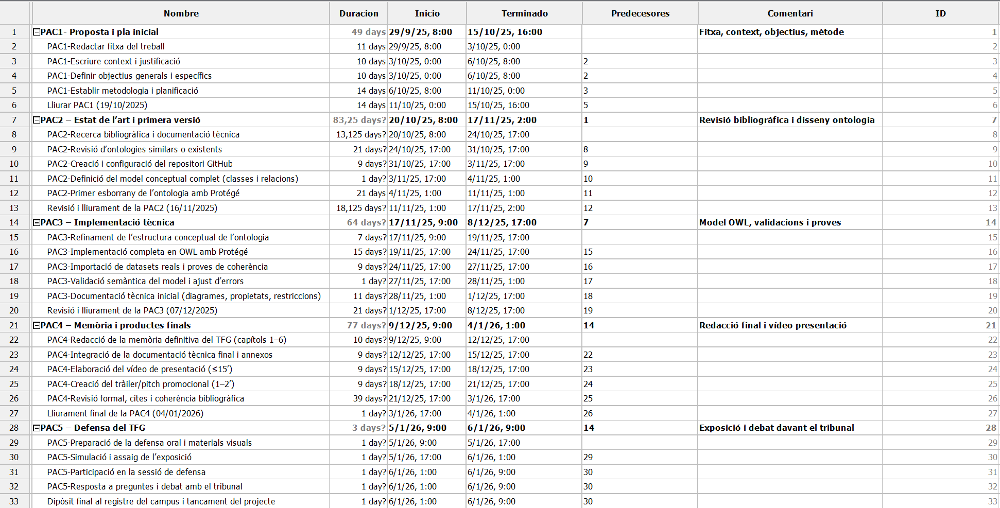 Nombre Duracion Inicio Terminado Predecesores Comentari ID
1 PAC1- Proposta i pla inicial 49 days 29/9/25, 8:00 15/10/25, 16:00 Fitxa, context, objectius, mètode 1
2 PAC1-Redactar fitxa del treball 11 days 29/9/25, 8:00 3/10/25, 0:00 2
3 PAC1-Escriure context i justificació 10 days 3/10/25, 0:00 6/10/25, 8:00 2 3
4 PAC1-Definir objectius generals i específics 10 days 3/10/25, 0:00 6/10/25, 8:00 2 4
5 PAC1-Establir metodologia i planificació 14 days 6/10/25, 8:00 11/10/25, 0:00 3 5
6 Lliurar PAC1 (19/10/2025) 14 days 11/10/25, 0:00 15/10/25, 16:00 5 6
7 PAC2 – Estat de l’art i primera versió 83,25 days? 20/10/25, 8:00 17/11/25, 2:00 1 Revisió bibliogràfica i disseny ontologia 7
8 PAC2-Recerca bibliogràfica i documentació tècnica 13,125 days? 20/10/25, 8:00 24/10/25, 17:00 8
9 PAC2-Revisió d’ontologies similars o existents 21 days? 24/10/25, 17:00 31/10/25, 17:00 8 9
10 PAC2-Creació i configuració del repositori GitHub 9 days? 31/10/25, 17:00 3/11/25, 17:00 9 10
11 PAC2-Definició del model conceptual complet (classes i relacions) 1 day? 3/11/25, 17:00 4/11/25, 1:00 10 11
12 PAC2-Primer esborrany de l’ontologia amb Protégé 21 days 4/11/25, 1:00 11/11/25, 1:00 11 12
13 Revisió i lliurament de la PAC2 (16/11/2025) 18,125 days? 11/11/25, 1:00 17/11/25, 2:00 12 13
14 PAC3 – Implementació tècnica 64 days? 17/11/25, 9:00 8/12/25, 17:00 7 Model OWL, validacions i proves 14
15 PAC3-Refinament de l’estructura conceptual de l’ontologia 7 days? 17/11/25, 9:00 19/11/25, 17:00 15
16 PAC3-Implementació completa en OWL amb Protégé 15 days? 19/11/25, 17:00 24/11/25, 17:00 15 16
17 PAC3-Importació de datasets reals i proves de coherència 9 days? 24/11/25, 17:00 27/11/25, 17:00 16 17
18 PAC3-Validació semàntica del model i ajust d’errors 1 day? 27/11/25, 17:00 28/11/25, 1:00 17 18
19 PAC3-Documentació tècnica inicial (diagrames, propietats, restriccions) 11 days? 28/11/25, 1:00 1/12/25, 17:00 18 19
20 Revisió i lliurament de la PAC3 (07/12/2025) 21 days? 1/12/25, 17:00 8/12/25, 17:00 19 20
21 PAC4 – Memòria i productes finals 77 days? 9/12/25, 9:00 4/1/26, 1:00 14 Redacció final i vídeo presentació 21
22 PAC4-Redacció de la memòria definitiva del TFG (capítols 1–6) 10 days? 9/12/25, 9:00 12/12/25, 17:00 22
23 PAC4-Integració de la documentació tècnica final i annexos 9 days? 12/12/25, 17:00 15/12/25, 17:00 22 23
24 PAC4-Elaboració del vídeo de presentació (≤15’) 9 days? 15/12/25, 17:00 18/12/25, 17:00 23 24
25 PAC4-Creació del tràiler/pitch promocional (1–2’) 9 days? 18/12/25, 17:00 21/12/25, 17:00 24 25
26 PAC4-Revisió formal, cites i coherència bibliogràfica 39 days? 21/12/25, 17:00 3/1/26, 17:00 25 26
27 Lliurament final de la PAC4 (04/01/2026) 1 day? 3/1/26, 17:00 4/1/26, 1:00 26 27
28 PAC5 – Defensa del TFG 3 days? 5/1/26, 9:00 6/1/26, 9:00 14 Exposició i debat davant el tribunal 28
29 PAC5-Preparació de la defensa oral i materials visuals 1 day? 5/1/26, 9:00 5/1/26, 17:00 29
30 PAC5-Simulació i assaig de l’exposició 1 day? 5/1/26, 17:00 6/1/26, 1:00 29 30
31 PAC5-Participació en la sessió de defensa 1 day? 6/1/26, 1:00 6/1/26, 9:00 30 31
32 PAC5-Resposta a preguntes i debat amb el tribunal 1 day? 6/1/26, 1:00 6/1/26, 9:00 30 32
33 Dipòsit final al registre del campus i tancament del projecte 1 day? 6/1/26, 1:00 6/1/26, 9:00 30 33